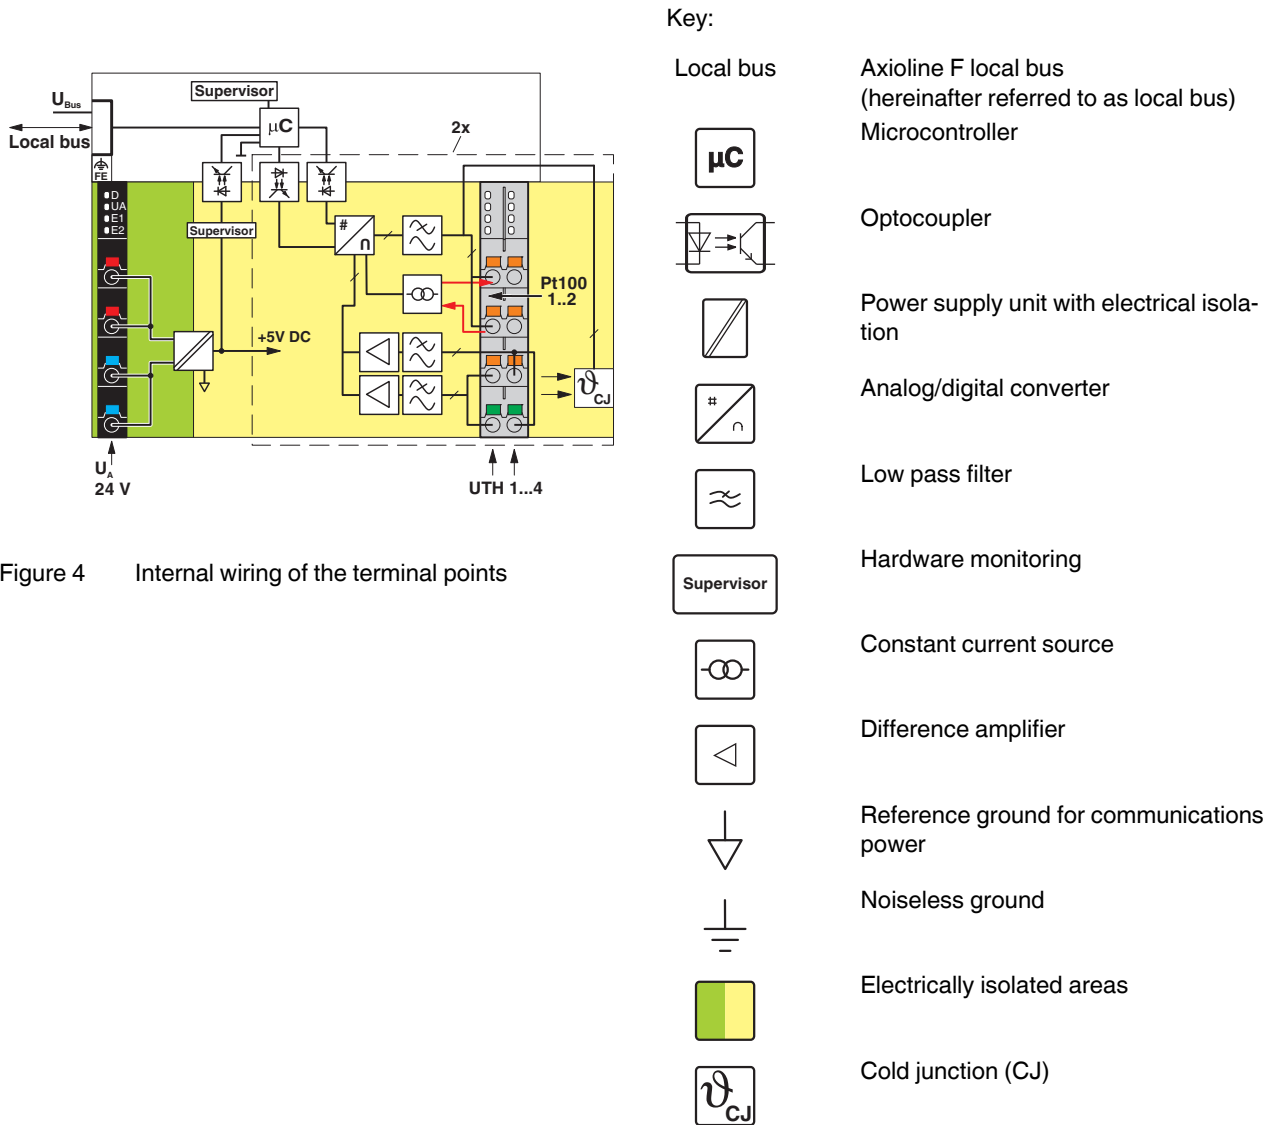 Supervisor
U Bus
Local bus
μC
2x
FE
D
UA
E1
E2
Supervisor
#
∩
Pt100
1..2
+5V DC
ϑ CJ
U A
24 V
UTH 1...4
Figure 4 Internal wiring of the terminal points
Key:
Local bus Axioline F local bus
(hereinafter referred to as local bus)
μC Microcontroller
Optocoupler
Power supply unit with electrical isola-
tion
# ∩ Analog/digital converter
Low pass filter
Supervisor Hardware monitoring
Constant current source
Difference amplifier
Reference ground for communications
power
Noiseless ground
Electrically isolated areas
ϑ CJ Cold junction (CJ)